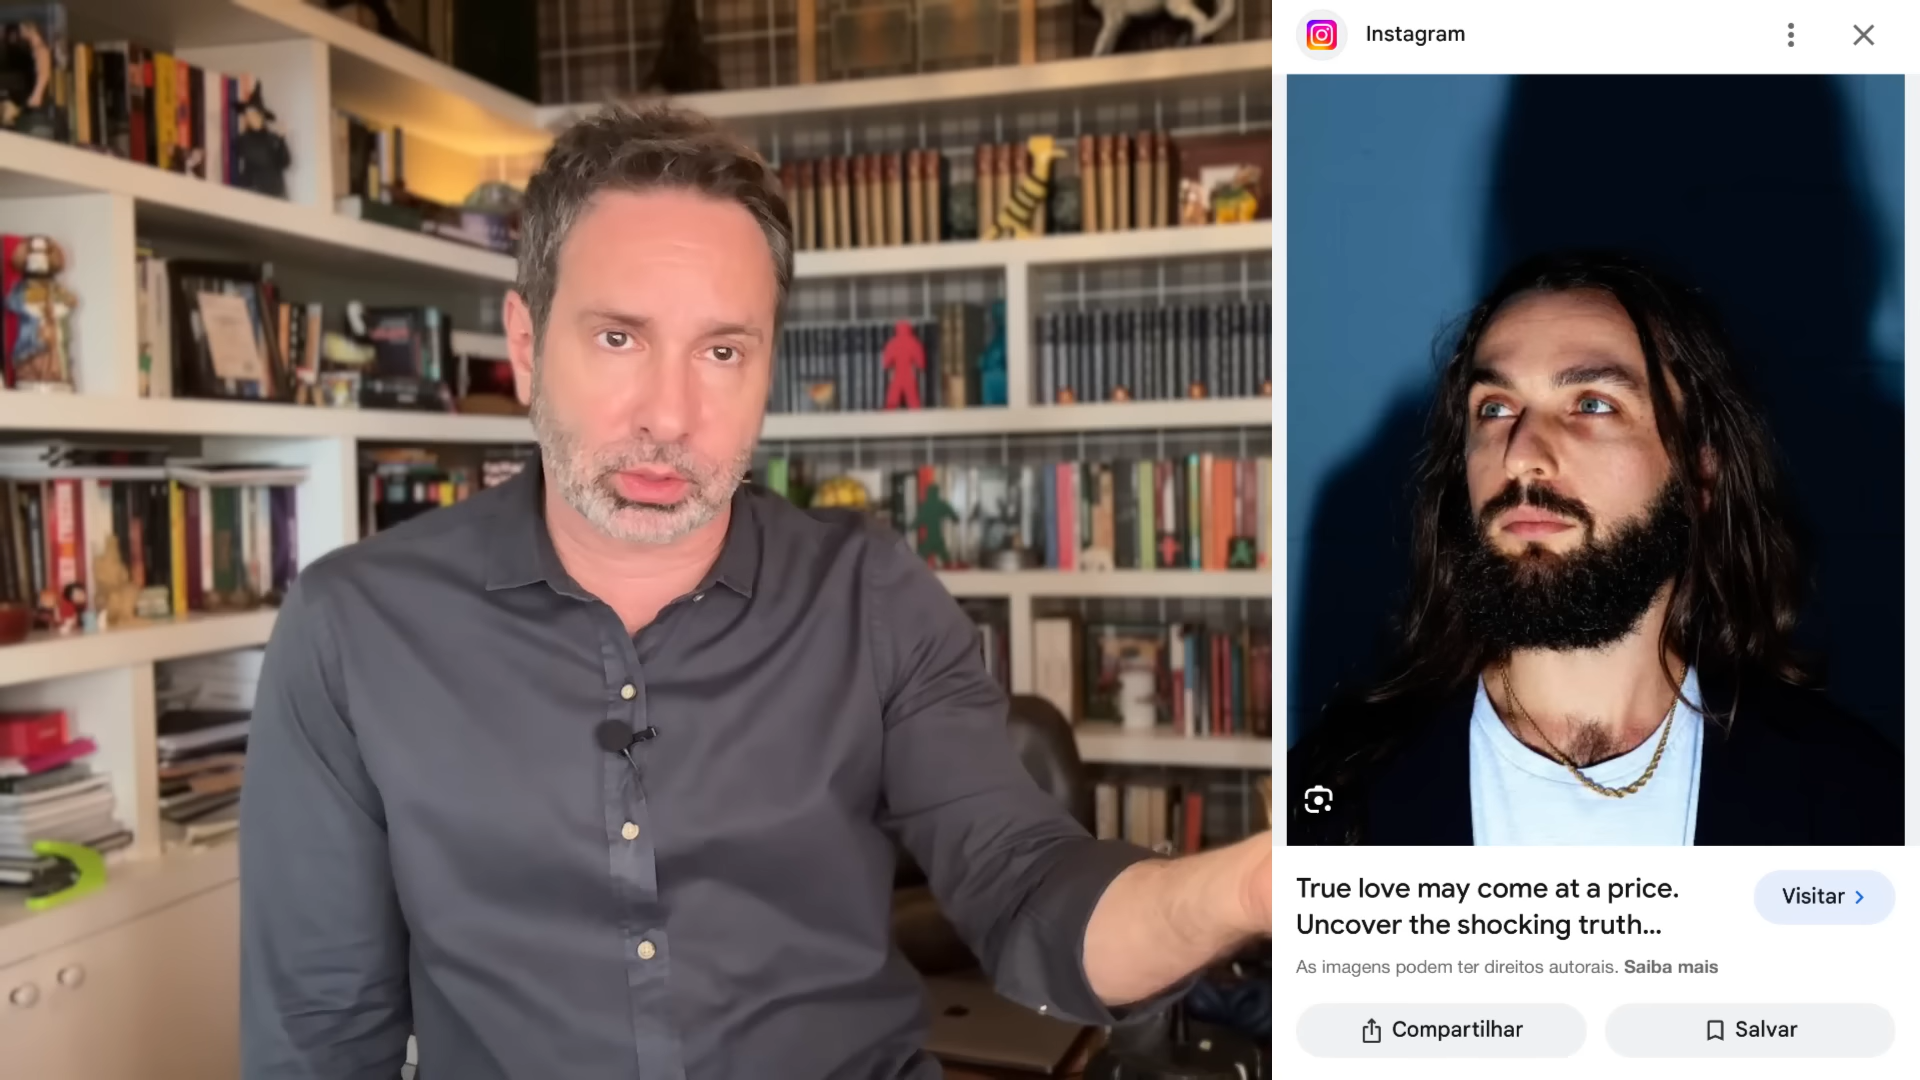 Instagram
True love may come at a price.
Uncover the shocking truth...
Visitar
As imagens podem ter direitos autorais. Saiba mais
Compartilhar
Salvar